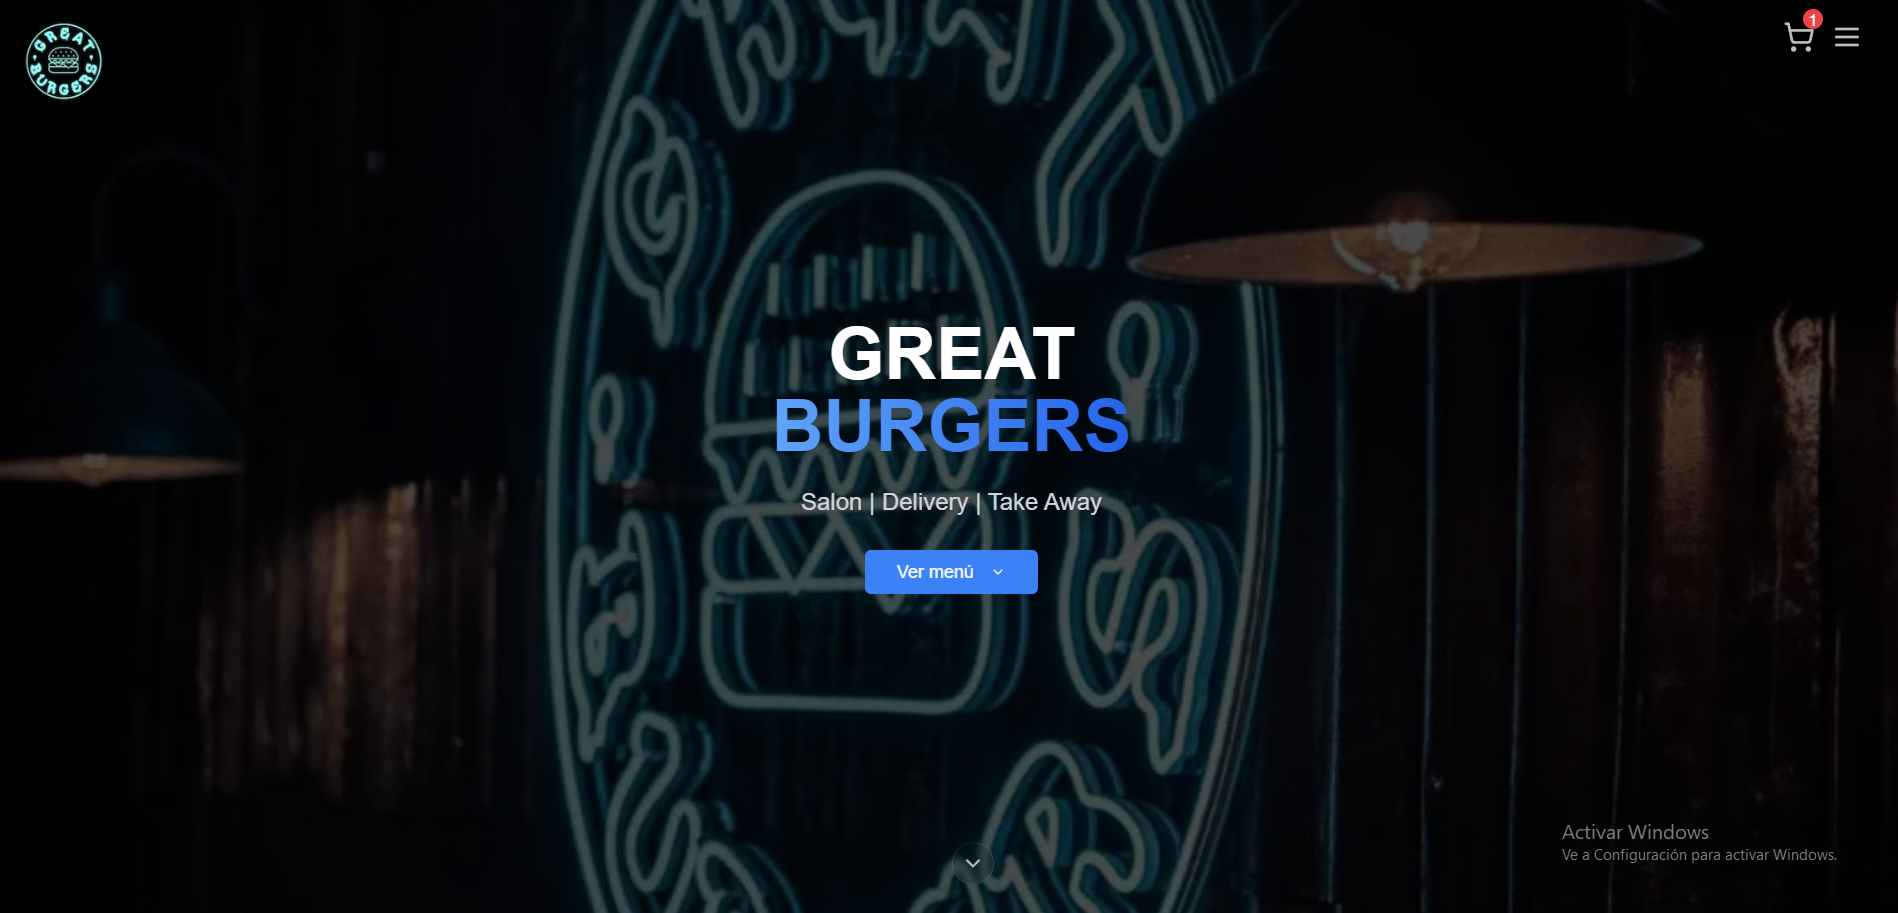 GREAT
BURGERS
1
GREAT
BURGERS
Salon | Delivery | Take Away
Ver menú
Activar Windows
Ve a Configuración para activar Windows.